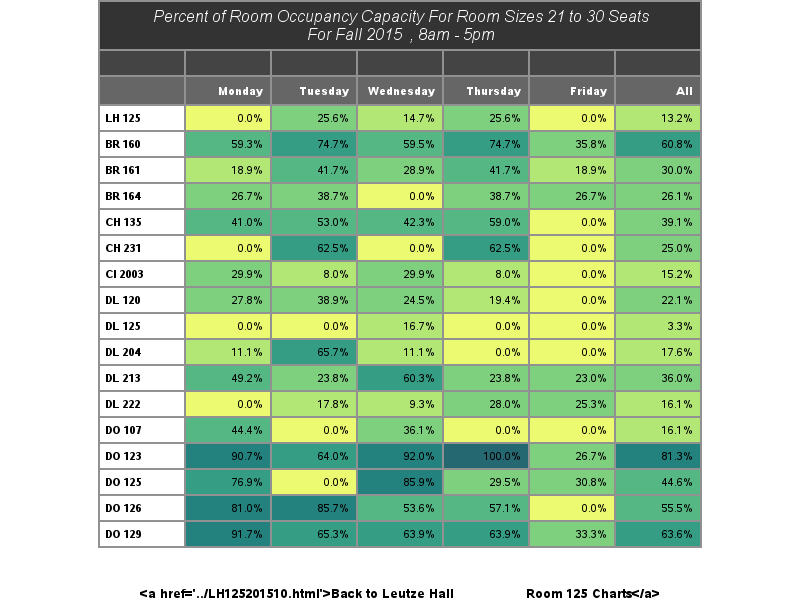 Percent of Room Occupancy Capacity For Room Sizes 21 to 30 Seats
For Fall 2015 , 8am - 5pm
Monday Tuesday Wednesday Thursday Friday All
LH 125 0.0% 25.6% 14.7% 25.6% 0.0% 13.2%
BR 160 59.3% 74.7% 59.5% 74.7% 35.8% 60.8%
BR 161 18.9% 41.7% 28.9% 41.7% 18.9% 30.0%
BR 164 26.7% 38.7% 0.0% 38.7% 26.7% 26.1%
CH 135 41.0% 53.0% 42.3% 59.0% 0.0% 39.1%
CH 231 0.0% 62.5% 0.0% 62.5% 0.0% 25.0%
CI 2003 29.9% 8.0% 29.9% 8.0% 0.0% 15.2%
DL 120 27.8% 38.9% 24.5% 19.4% 0.0% 22.1%
DL 125 0.0% 0.0% 16.7% 0.0% 0.0% 3.3%
DL 204 11.1% 65.7% 11.1% 0.0% 0.0% 17.6%
DL 213 49.2% 23.8% 60.3% 23.8% 23.0% 36.0%
DL 222 0.0% 17.8% 9.3% 28.0% 25.3% 16.1%
DO 107 44.4% 0.0% 36.1% 0.0% 0.0% 16.1%
DO 123 90.7% 64.0% 92.0% 100.0% 26.7% 81.3%
DO 125 76.9% 0.0% 85.9% 29.5% 30.8% 44.6%
DO 126 81.0% 85.7% 53.6% 57.1% 0.0% 55.5%
DO 129 91.7% 65.3% 63.9% 63.9% 33.3% 63.6%
<a href='../LH125201510.html'>Back to Leutze Hall Room 125 Charts</a>